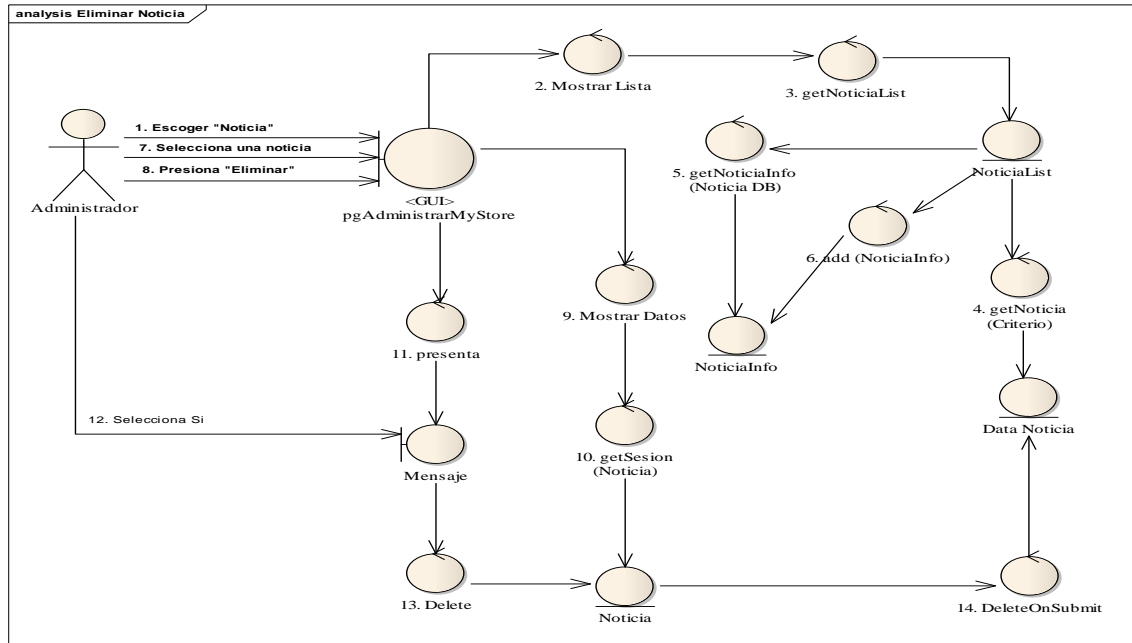 analysis Eliminar Noticia
2. Mostrar Lista
3. getNoticiaList
1. Escoger "Noticia"
7. Selecciona una noticia
8. Presiona "Eliminar"
Administrador
<GUI>
pgAdministrarMyStore
5. getNoticiaInfo
(Noticia DB)
NoticiaList
6. add (NoticiaInfo)
4. getNoticia
(Criterio)
9. Mostrar Datos
11. presenta
NoticiaInfo
Data Noticia
12. Selecciona Si
Mensaje
10. getSesion
(Noticia)
13. Delete
Noticia
14. DeleteOnSubmit